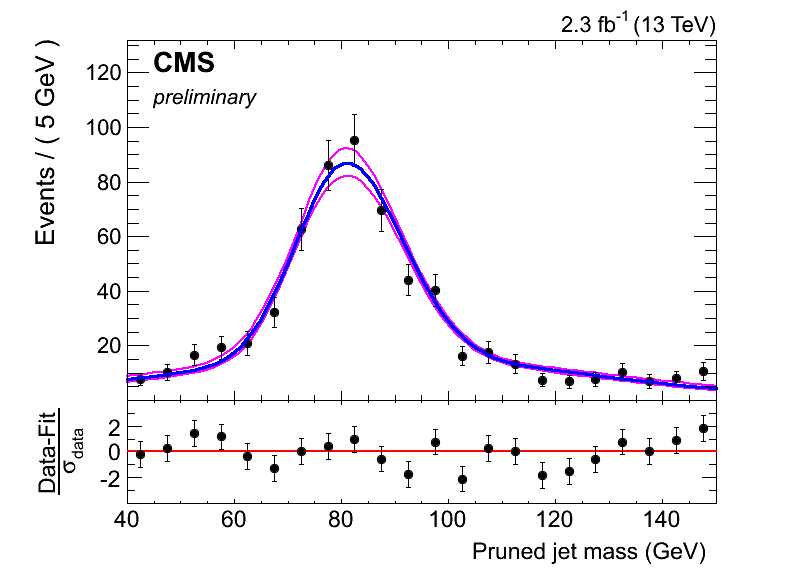 2.3 fb⁻¹ (13 TeV)
CMS
preliminary
Events / ( 5 GeV )
120
100
80
60
40
20
Data-Fit
σdata
2
0
-2
40 60 80 100 120 140
Pruned jet mass (GeV)